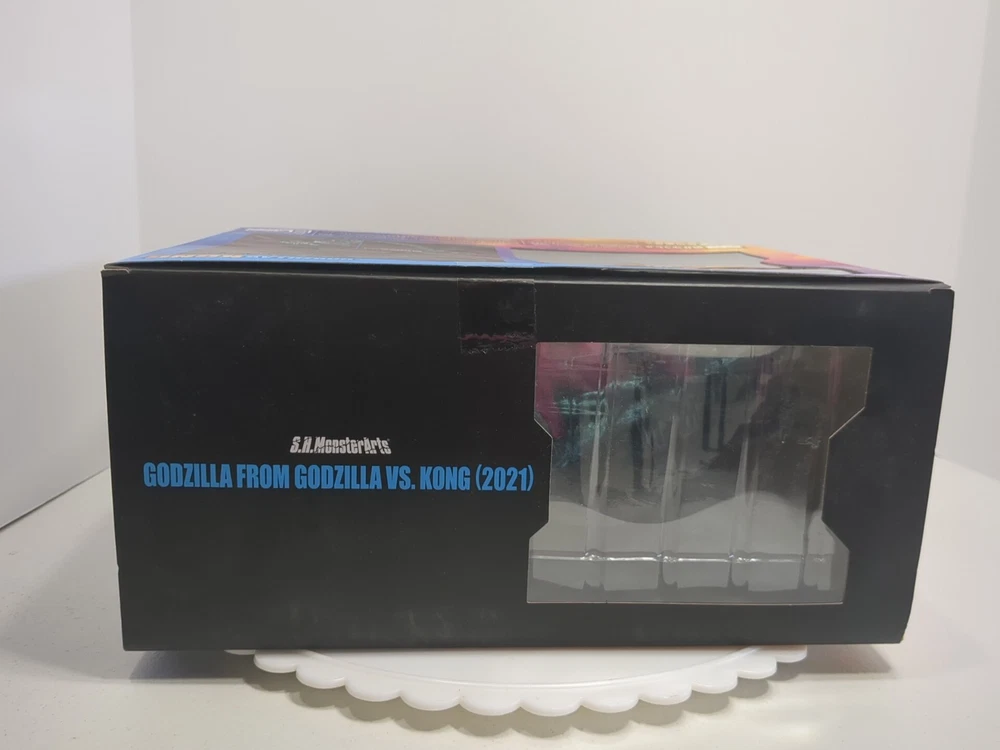 S.H.MonsterArts
GODZILLA FROM GODZILLA VS. KONG (2021)